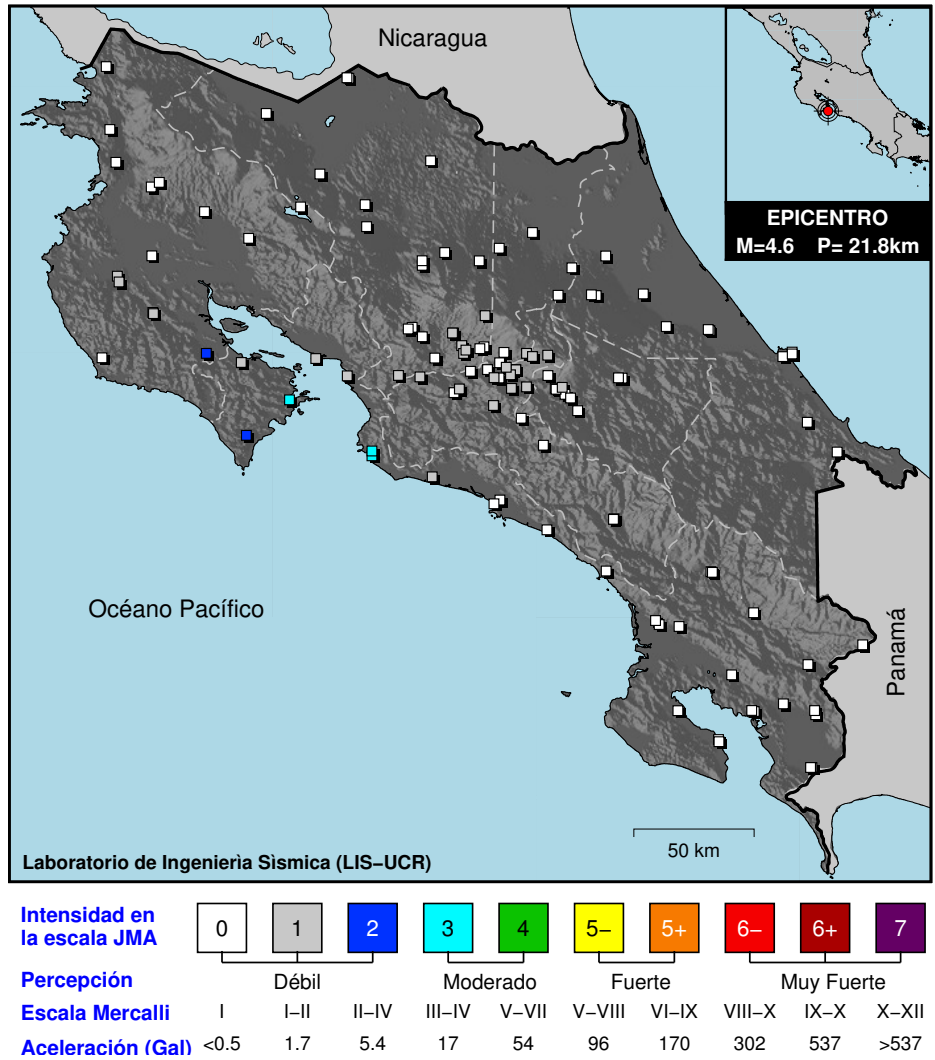 Nicaragua
EPICENTRO
M=4.6 P= 21.8km
Océano Pacífico
Panamá
50 km
Laboratorio de Ingenierìa Sìsmica (LIS−UCR)
Intensidad en
la escala JMA
0 1 2 3 4 5− 5+ 6− 6+ 7
Percepción Débil Moderado Fuerte Muy Fuerte
Escala Mercalli I I−II II−IV III−IV V−VII V−VIII VI−IX VIII−X IX−X X−XII
Aceleración (Gal) <0.5 1.7 5.4 17 54 96 170 302 537 >537